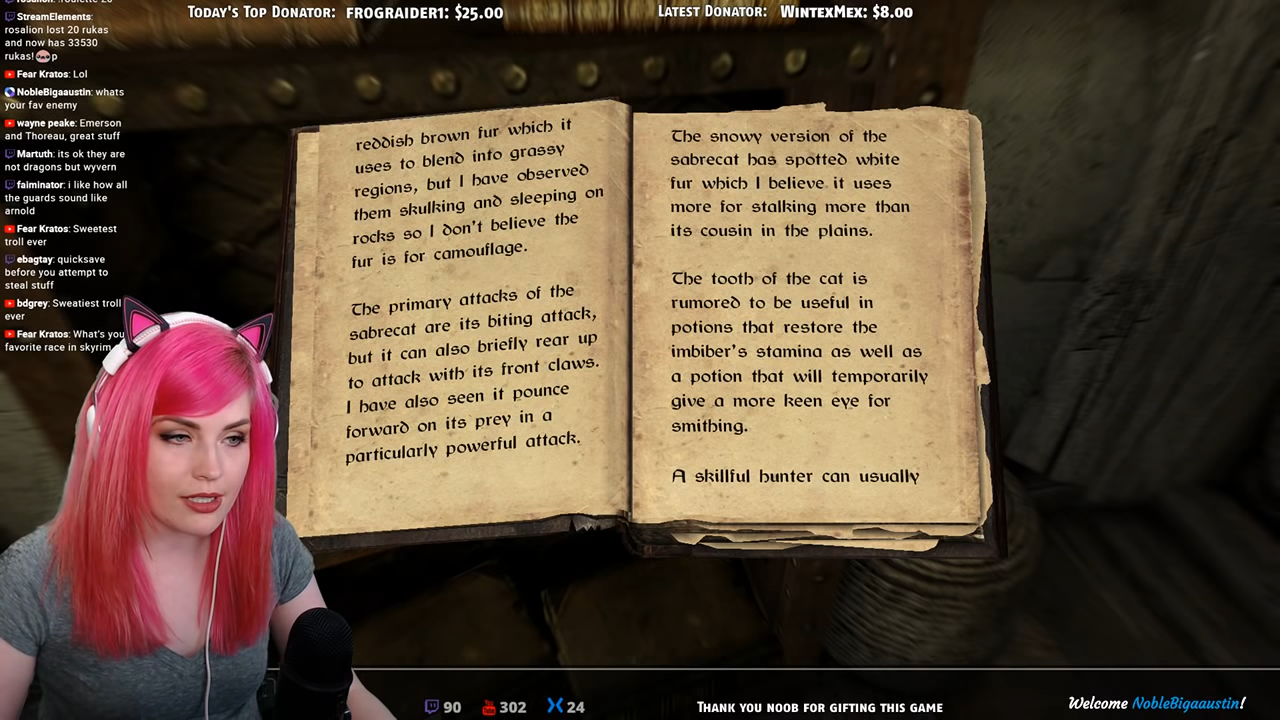 Today's Top Donator: FROGRAIDER1: $25.00
Latest Donator: WintexMex: $8.00
StreamElements:
rosalion lost 20 rukas
and now has 33530
rukas! p
Fear Kratos: Lol
NobleBigaaustin: whats
your fav enemy
wayne peake: Emerson
and Thoreau, great stuff
Martuth: its ok they are
not dragons but wyvern
faiminator: i like how all
the guards sound like
arnold
Fear Kratos: Sweetest
troll ever
ebagtay: quicksave
before you attempt to
steal stuff
bdgrey: Sweatiest troll
ever
Fear Kratos: What's you
favorite race in skyrim
reddish brown fur which it
uses to blend into grassy
regions, but I have observed
them skulking and sleeping on
rocks so I don't believe the
fur is for camouflage.
The primary attacks of the
sabrecat are its biting attack,
but it can also briefly rear up
to attack with its front claws.
I have also seen it pounce
forward on its prey in a
particularly powerful attack.
The snowy version of the
sabrecat has spotted white
fur which I believe it uses
more for stalking more than
its cousin in the plains.
The tooth of the cat is
rumored to be useful in
potions that restore the
imbiber's stamina as well as
a potion that will temporarily
give a more keen eye for
smithing.
A skillful hunter can usually
90 302 24
Thank you noob for gifting this game
Welcome NobleBigaaustin!